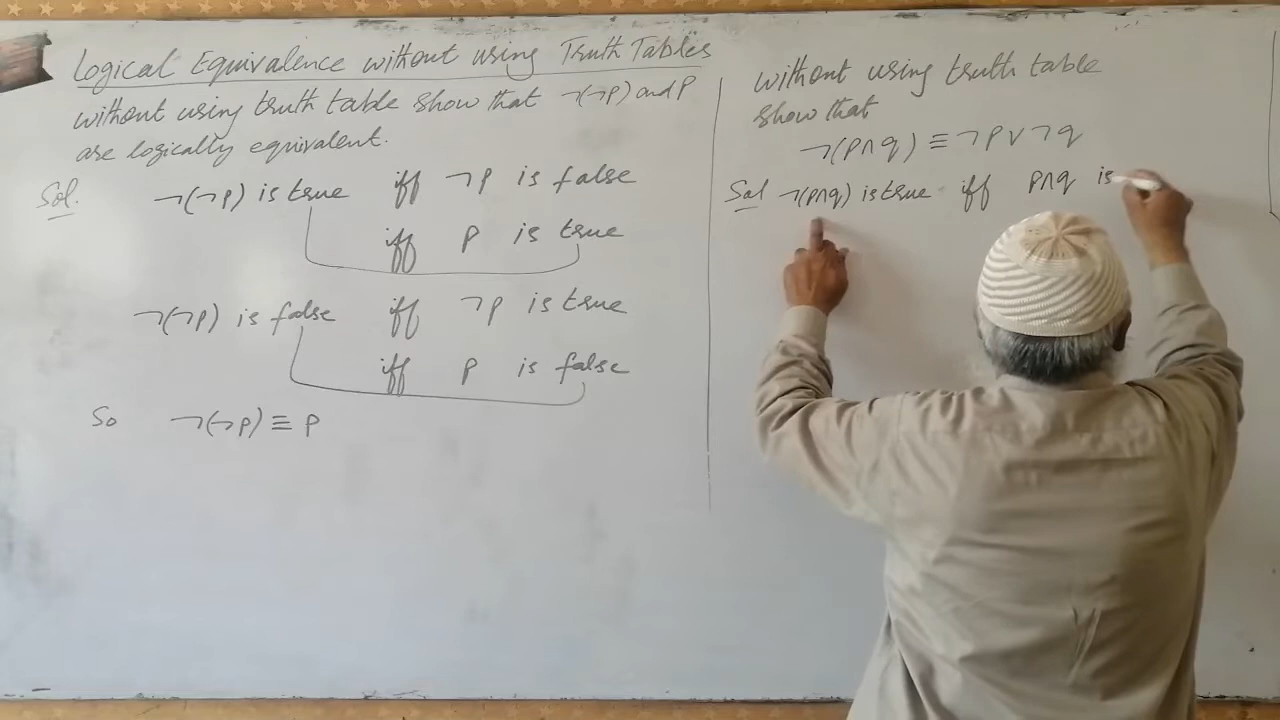 Logical Equivalence without using Truth Tables
without using truth table show that ¬(¬P) and P
are logically equivalent.
Sol. ¬(¬P) is true iff ¬P is false
iff P is true
¬(¬P) is false iff ¬P is true
iff P is false
So ¬(¬P) ≡ P
without using truth table
show that
¬(P∧q) ≡ ¬P∨¬q
Sol ¬(P∧q) is true iff P∧q is